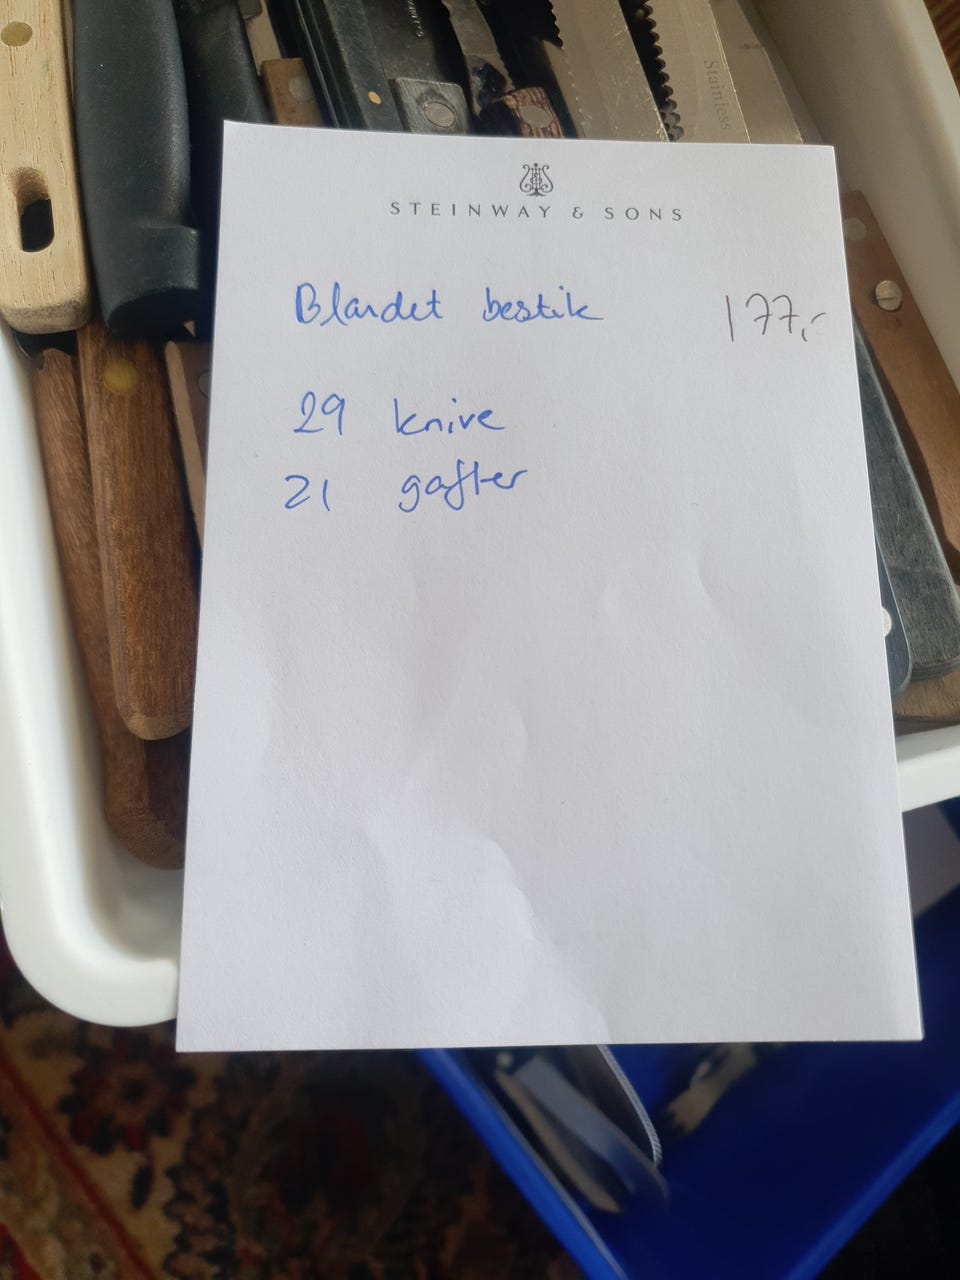 Stainless
STEINWAY & SONS
Blandet bestik 177,-
29 knive
21 gafler